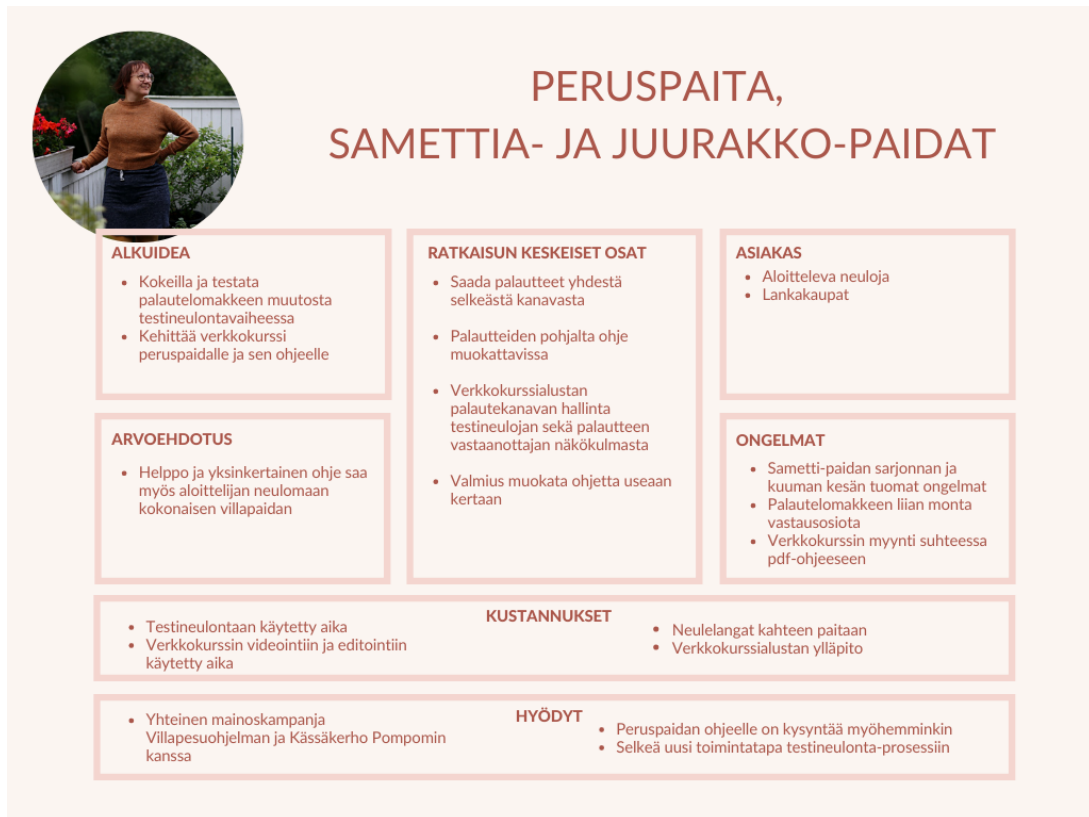 PERUSPAITA,
SAMETTIA- JA JUURAKKO-PAIDAT
ALKUIDEA
• Kokeilla ja testata
palautelomakkeen muutosta
testineulontavaiheessa
• Kehittää verkkokurssi
peruspaidalle ja sen ohjeelle
RATKAISUN KESKEISET OSAT
• Saada palautteet yhdestä
selkeästä kanavasta
• Palautteiden pohjalta ohje
muokattavissa
• Verkkokurssialustan
palautekanavan hallinta
testineulojan sekä palautteen
vastaanottajan näkökulmasta
• Valmius muokata ohjetta useaan
kertaan
ASIAKAS
• Aloitteleva neuloja
• Lankakaupat
ARVOEHDOTUS
• Helppo ja yksinkertainen ohje saa
myös aloittelijan neulomaan
kokonaisen villapaidan
ONGELMAT
• Sametti-paidan sarjonnan ja
kuuman kesän tuomat ongelmat
• Palautelomakkeen liian monta
vastausosiota
• Verkkokurssin myynti suhteessa
pdf-ohjeeseen
KUSTANNUKSET
• Testineulontaan käytetty aika
• Verkkokurssin videointiin ja editointiin
käytetty aika
• Neulelangat kahteen paitaan
• Verkkokurssialustan ylläpito
HYÖDYT
• Yhteinen mainoskampanja
Villapesuohjelman ja Kässäkerho Pompomin
kanssa
• Peruspaidan ohjeelle on kysyntää myöhemminkin
• Selkeä uusi toimintatapa testineulonta-prosessiin